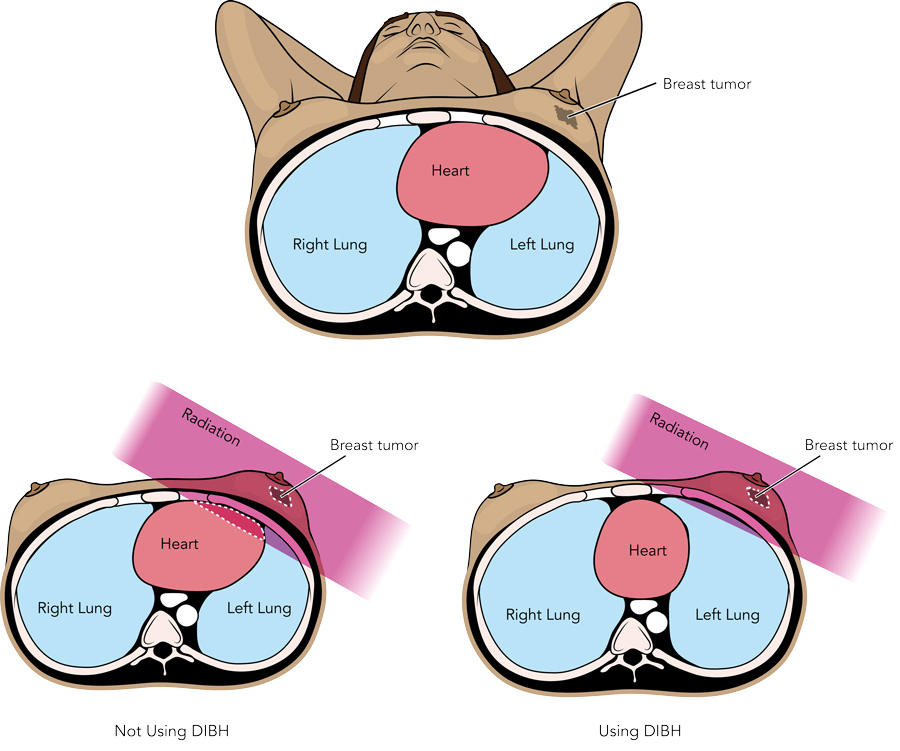 Breast tumor
Heart
Right Lung
Left Lung
Radiation
Breast tumor
Heart
Right Lung
Left Lung
Not Using DIBH
Radiation
Breast tumor
Heart
Right Lung
Left Lung
Using DIBH